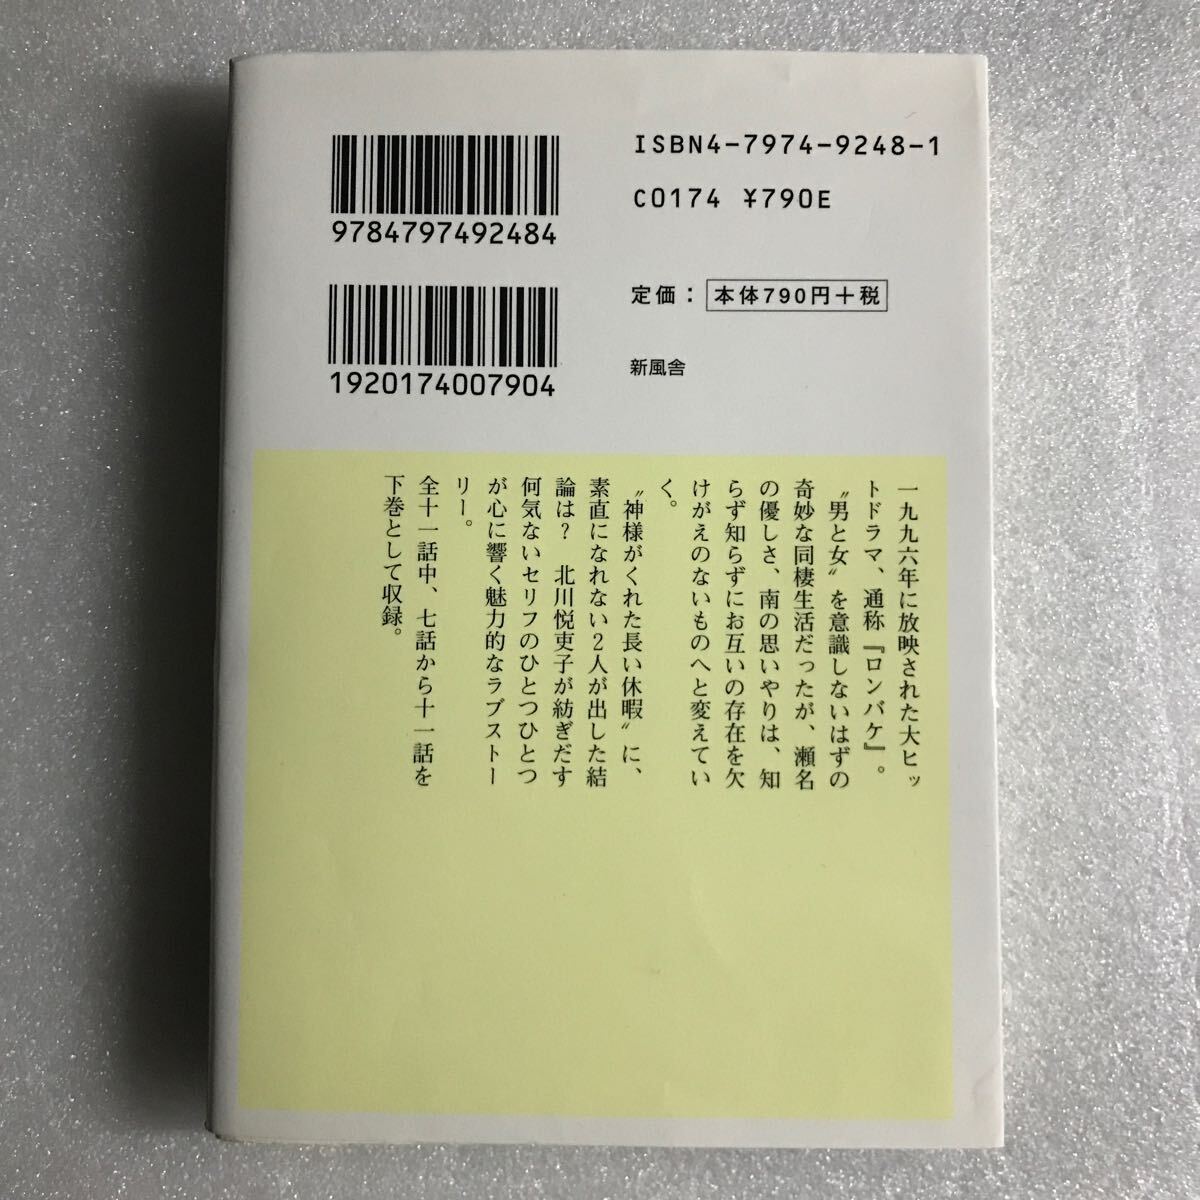 ISBN4-7974-9248-1
C0174 ¥790E
9784797492484
定価：本体790円＋税
1920174007904
新風舎
一九九六年に放映された大ヒッ
トドラマ、通称『ロンバケ』。
〝男と女〟を意識しないはずの
奇妙な同棲生活だったが、瀬名
の優しさ、南の思いやりは、知
らず知らずにお互いの存在を欠
けがえのないものへと変えてい
く。
〝神様がくれた長い休暇〟に、
素直になれない2人が出した結
論は？　北川悦吏子が紡ぎだす
何気ないセリフのひとつひとつ
が心に響く魅力的なラブストー
リー。
全十一話中、七話から十一話を
下巻として収録。